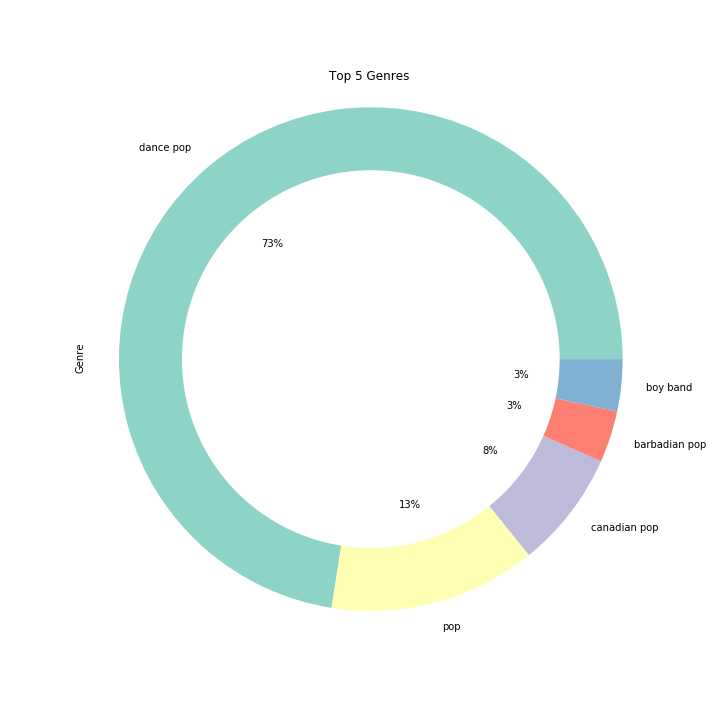 Top 5 Genres
dance pop
73%
Genre
3%
boy band
3%
barbadian pop
8%
canadian pop
13%
pop